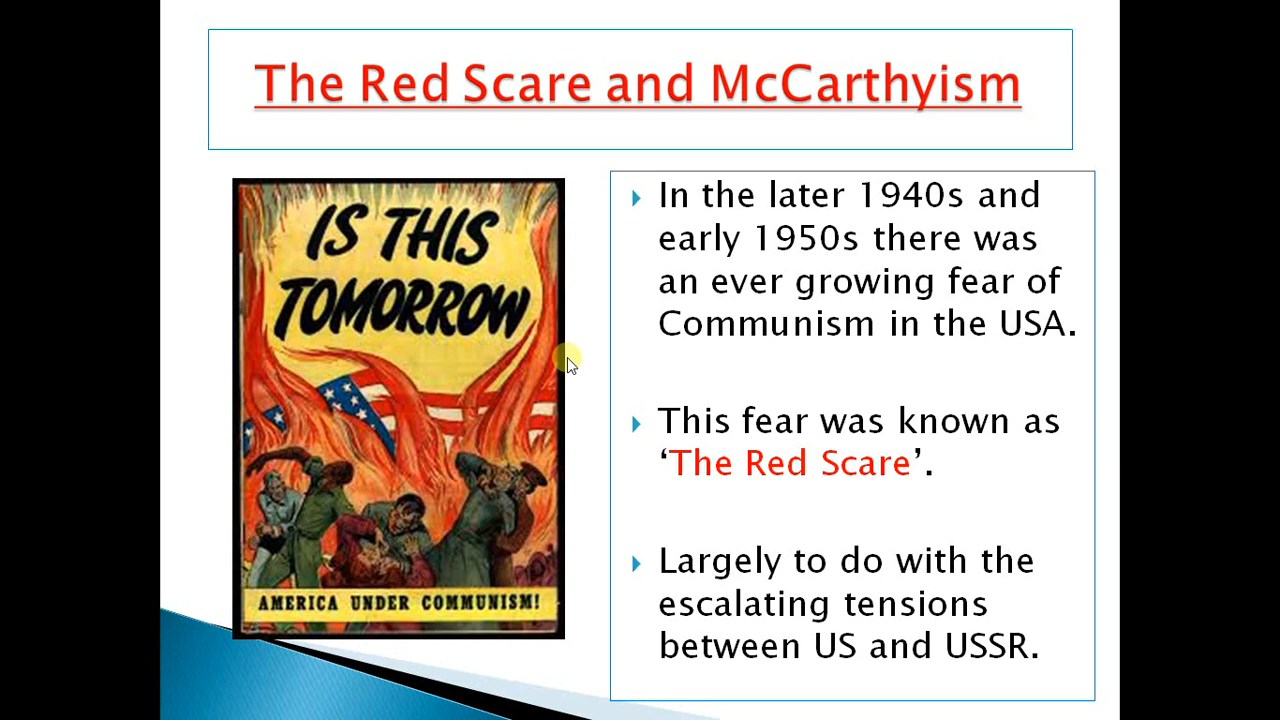 The Red Scare and McCarthyism
IS THIS
TOMORROW
AMERICA UNDER COMMUNISM!
In the later 1940s and
early 1950s there was
an ever growing fear of
Communism in the USA.
This fear was known as
‘The Red Scare’.
Largely to do with the
escalating tensions
between US and USSR.